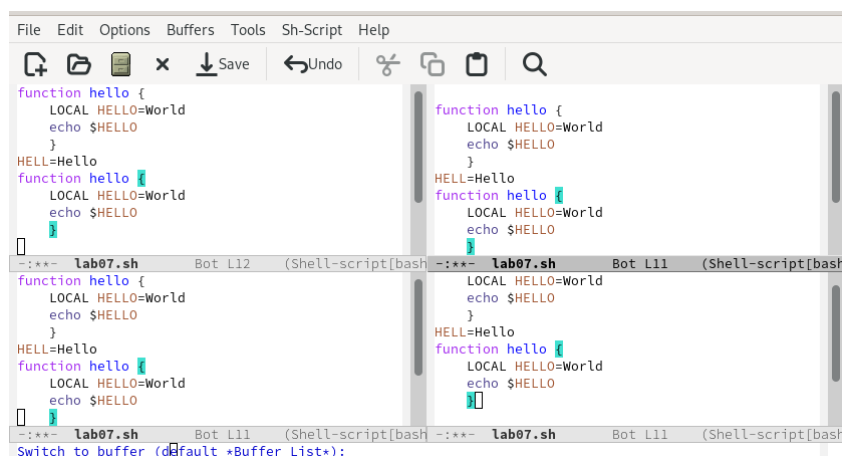 File Edit Options Buffers Tools Sh-Script Help
Save Undo
function hello {
    LOCAL HELLO=World
    echo $HELLO
    }
HELL=Hello
function hello {
    LOCAL HELLO=World
    echo $HELLO
    }
-:**- lab07.sh Bot L12 (Shell-script[bash
function hello {
    LOCAL HELLO=World
    echo $HELLO
    }
HELL=Hello
function hello {
    LOCAL HELLO=World
    echo $HELLO
    }
-:**- lab07.sh Bot L11 (Shell-script[bash
function hello {
    LOCAL HELLO=World
    echo $HELLO
    }
HELL=Hello
function hello {
    LOCAL HELLO=World
    echo $HELLO
    }
-:**- lab07.sh Bot L11 (Shell-script[bash
    LOCAL HELLO=World
    echo $HELLO
    }
HELL=Hello
function hello {
    LOCAL HELLO=World
    echo $HELLO
    }
-:**- lab07.sh Bot L11 (Shell-script[bash
Switch to buffer (default *Buffer List*):